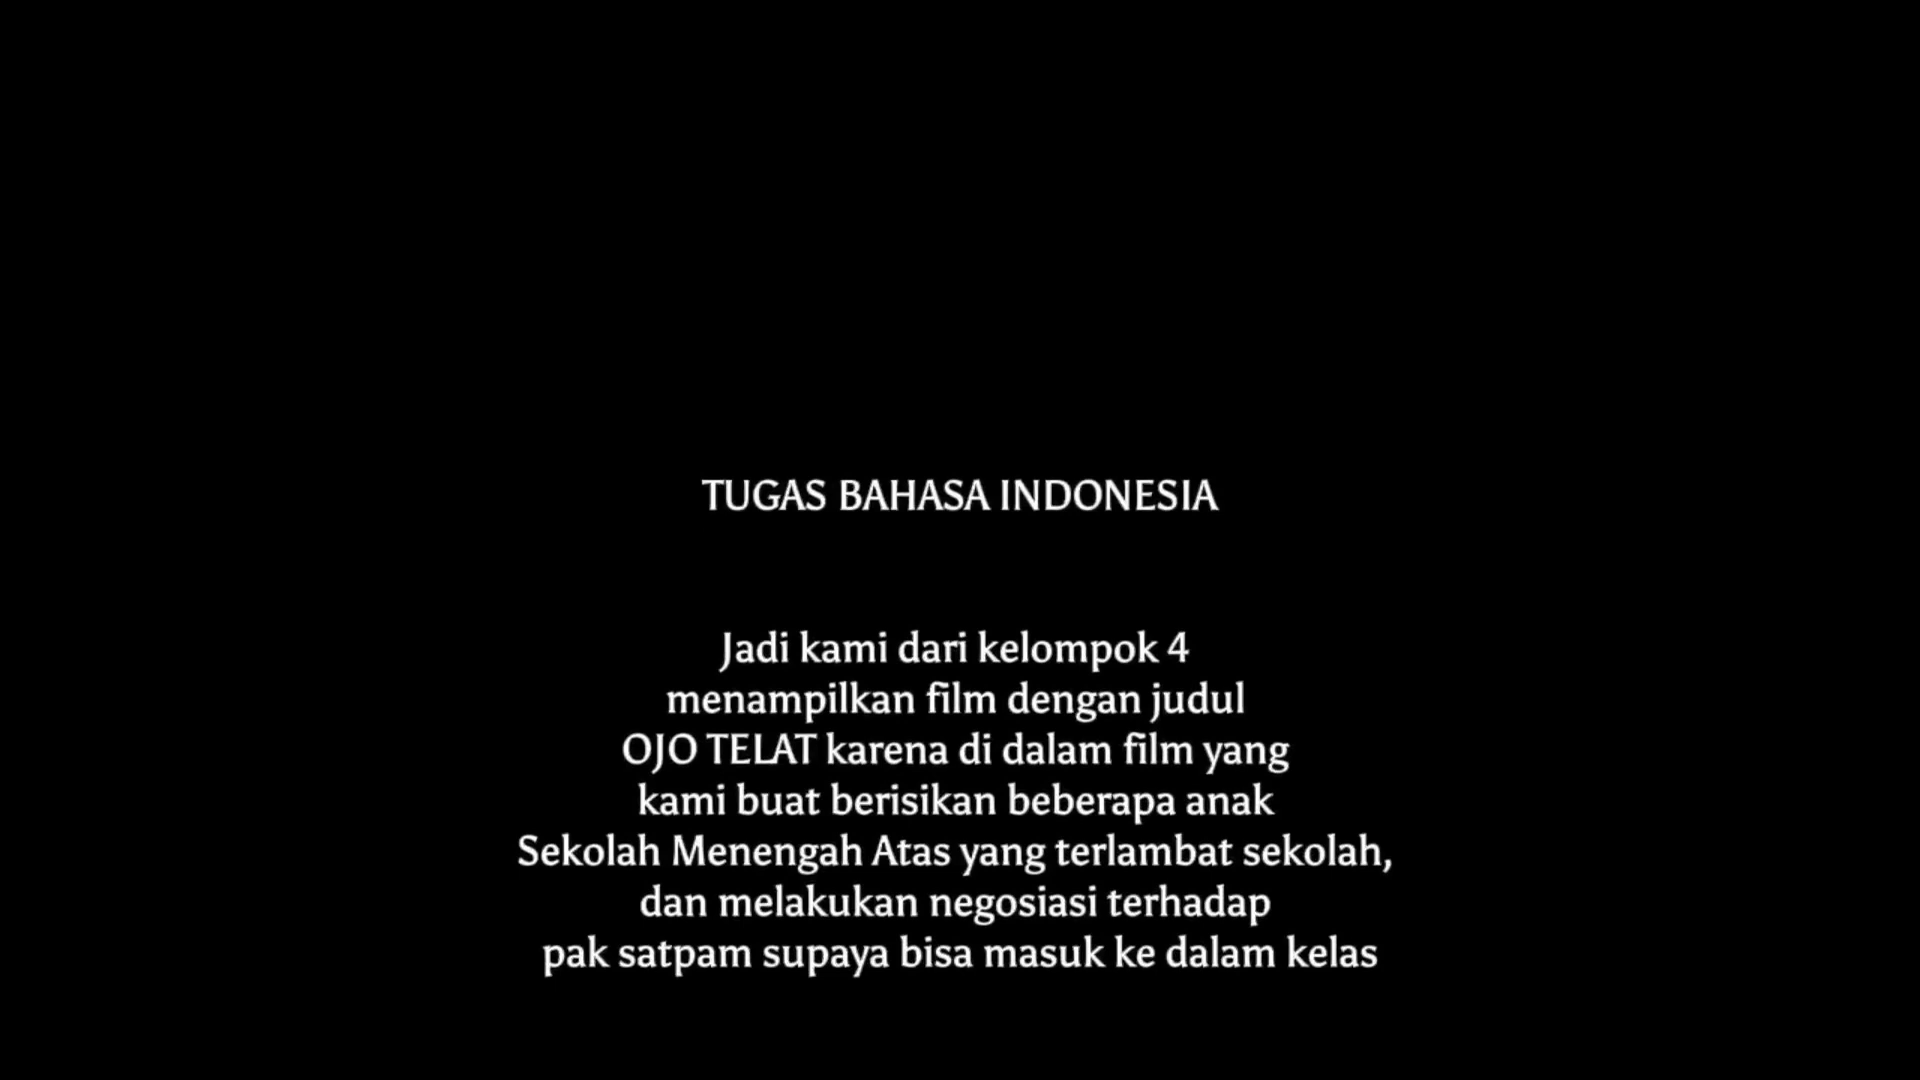 TUGAS BAHASA INDONESIA
Jadi kami dari kelompok 4
menampilkan film dengan judul
OJO TELAT karena di dalam film yang
kami buat berisikan beberapa anak
Sekolah Menengah Atas yang terlambat sekolah,
dan melakukan negosiasi terhadap
pak satpam supaya bisa masuk ke dalam kelas